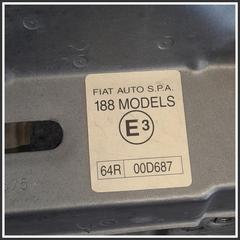 FIAT AUTO S.P.A.
188 MODELS
E3
64R 00D687